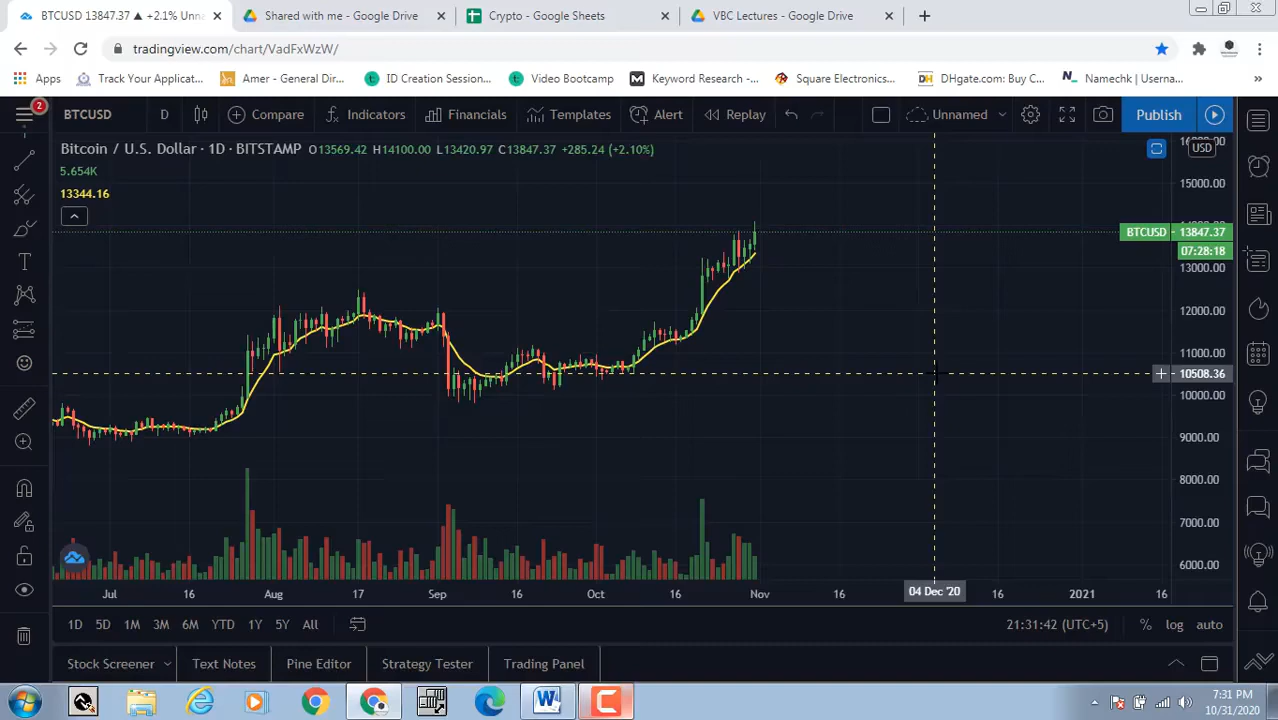 BTCUSD 13847.37 ▲ +2.1% Unna
Shared with me - Google Drive
Crypto - Google Sheets
VBC Lectures - Google Drive
tradingview.com/chart/VadFxWzW/
Apps
Track Your Applicat...
Amer - General Dir...
ID Creation Session...
Video Bootcamp
Keyword Research -...
Square Electronics...
DHgate.com: Buy C...
Namechk | Userna...
2
BTCUSD
D
Compare
Indicators
Financials
Templates
Alert
Replay
Unnamed
Publish
Bitcoin / U.S. Dollar · 1D · BITSTAMP O13569.42 H14100.00 L13420.97 C13847.37 +285.24 (+2.10%)
5.654K
13344.16
USD
15000.00
BTCUSD 13847.37
07:28:18
13000.00
12000.00
11000.00
10508.36
10000.00
9000.00
8000.00
7000.00
6000.00
Jul 16 Aug 17 Sep 16 Oct 16 Nov 16 04 Dec '20 16 2021 16
1D 5D 1M 3M 6M YTD 1Y 5Y All
21:31:42 (UTC+5)
% log auto
Stock Screener
Text Notes
Pine Editor
Strategy Tester
Trading Panel
7:31 PM
10/31/2020